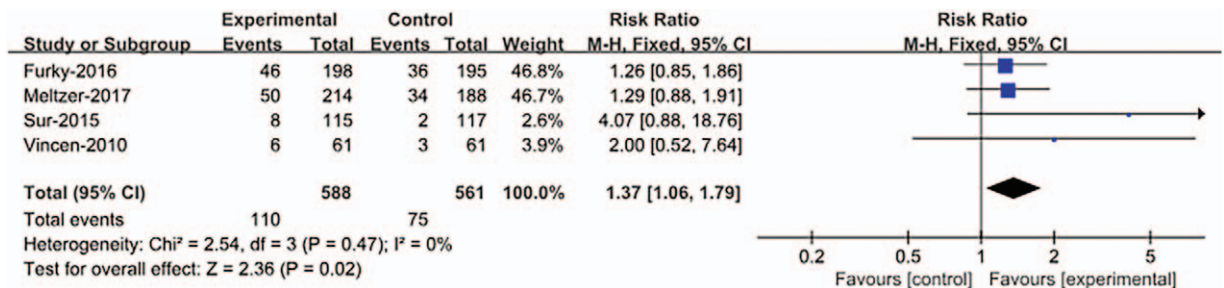 Experimental Control Risk Ratio Risk Ratio
Study or Subgroup Events Total Events Total Weight M-H, Fixed, 95% CI M-H, Fixed, 95% CI
Furky-2016 46 198 36 195 46.8% 1.26 [0.85, 1.86]
Meltzer-2017 50 214 34 188 46.7% 1.29 [0.88, 1.91]
Sur-2015 8 115 2 117 2.6% 4.07 [0.88, 18.76]
Vincen-2010 6 61 3 61 3.9% 2.00 [0.52, 7.64]
Total (95% CI) 588 561 100.0% 1.37 [1.06, 1.79]
Total events 110 75
Heterogeneity: Chi² = 2.54, df = 3 (P = 0.47); I² = 0%
Test for overall effect: Z = 2.36 (P = 0.02)
0.2 0.5 1 2 5
Favours [control] Favours [experimental]